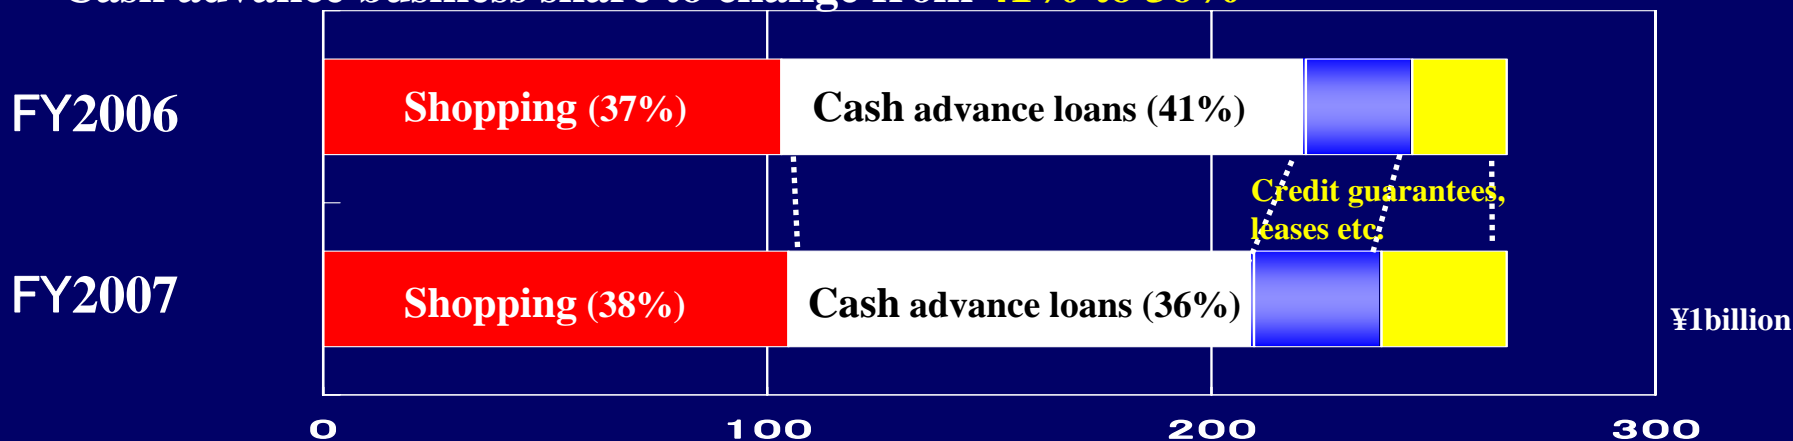 FY2006
Shopping (37%)
Cash advance loans (41%)
Credit guarantees,
leases etc.
FY2007
Shopping (38%)
Cash advance loans (36%)
¥1billion
0
100
200
300